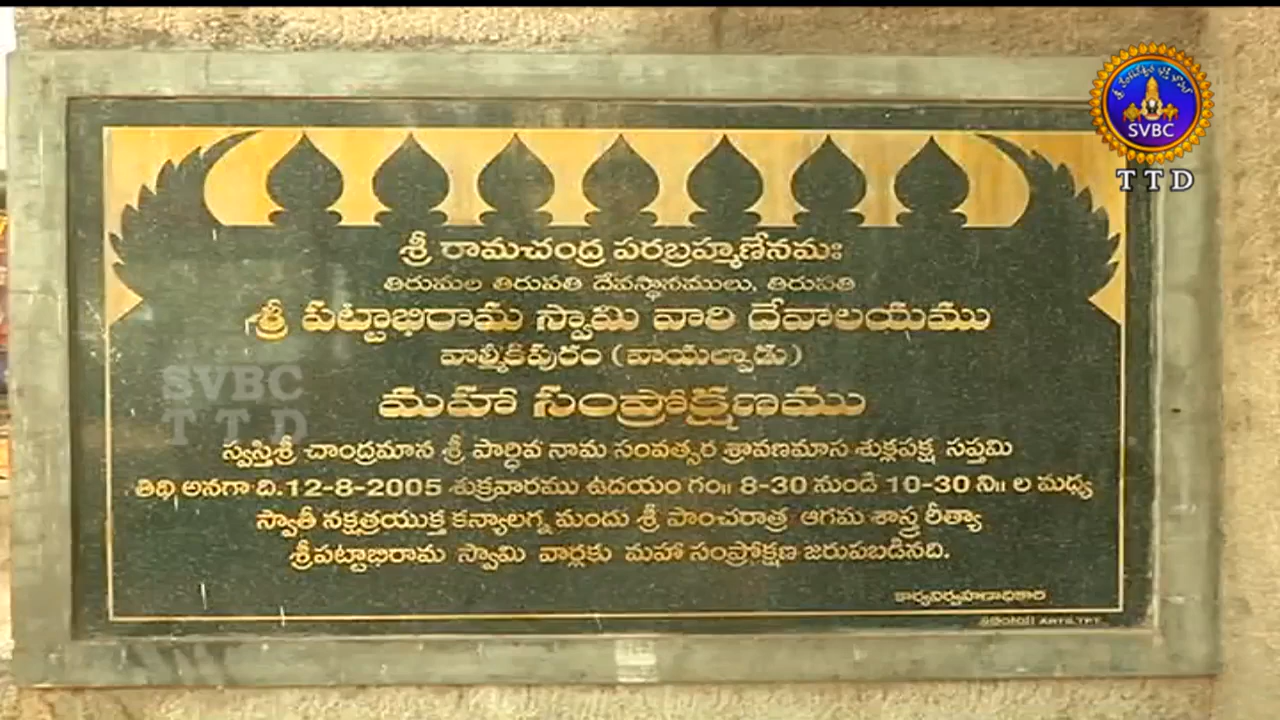 శ్రీ రామచంద్ర పరబ్రహ్మణేనమః
తిరుమల తిరుపతి దేవస్థానములు, తిరుపతి
శ్రీ పట్టాభిరామ స్వామి వారి దేవాలయము
వాల్మీకిపురం (వాయల్పాడు)
మహా సంప్రోక్షణము
స్వస్తిశ్రీ చాంద్రమాన శ్రీ పార్థివ నామ సంవత్సర శ్రావణమాస శుక్లపక్ష సప్తమి
తిథి అనగా ది.12-8-2005 శుక్రవారము ఉదయం గం॥ 8-30 నుండి 10-30 ని॥ ల మధ్య
స్వాతీ నక్షత్రయుక్త కన్యాలగ్న మందు శ్రీ పాంచరాత్ర ఆగమ శాస్త్ర రీత్యా
శ్రీపట్టాభిరామ స్వామి వార్లకు మహా సంప్రోక్షణ జరుపబడినది.
కార్యనిర్వహణాధికారి
ARTS.TPT
SVBC
TTD
SVBC
TTD